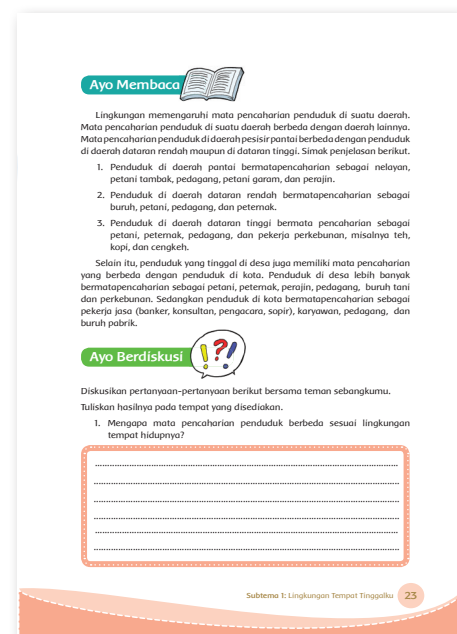 Ayo Membaca
Lingkungan memengaruhi mata pencaharian penduduk di suatu daerah.
Mata pencaharian penduduk di suatu daerah berbeda dengan daerah lainnya.
Mata pencaharian penduduk di daerah pesisir pantai berbeda dengan penduduk
di daerah dataran rendah maupun di dataran tinggi. Simak penjelasan berikut.
1. Penduduk di daerah pantai bermatapencaharian sebagai nelayan,
petani tambak, pedagang, petani garam, dan perajin.
2. Penduduk di daerah dataran rendah bermatapencaharian sebagai
buruh, petani, pedagang, dan peternak.
3. Penduduk di daerah dataran tinggi bermata pencaharian sebagai
petani, peternak, pedagang, dan pekerja perkebunan, misalnya teh,
kopi, dan cengkeh.
Selain itu, penduduk yang tinggal di desa juga memiliki mata pencaharian
yang berbeda dengan penduduk di kota. Penduduk di desa lebih banyak
bermatapencaharian sebagai petani, peternak, perajin, pedagang, buruh tani
dan perkebunan. Sedangkan penduduk di kota bermatapencaharian sebagai
pekerja jasa (banker, konsultan, pengacara, sopir), karyawan, pedagang, dan
buruh pabrik.
Ayo Berdiskusi
!?!
Diskusikan pertanyaan-pertanyaan berikut bersama teman sebangkumu.
Tuliskan hasilnya pada tempat yang disediakan.
1. Mengapa mata pencaharian penduduk berbeda sesuai lingkungan
tempat hidupnya?
Subtema 1: Lingkungan Tempat Tinggalku 23